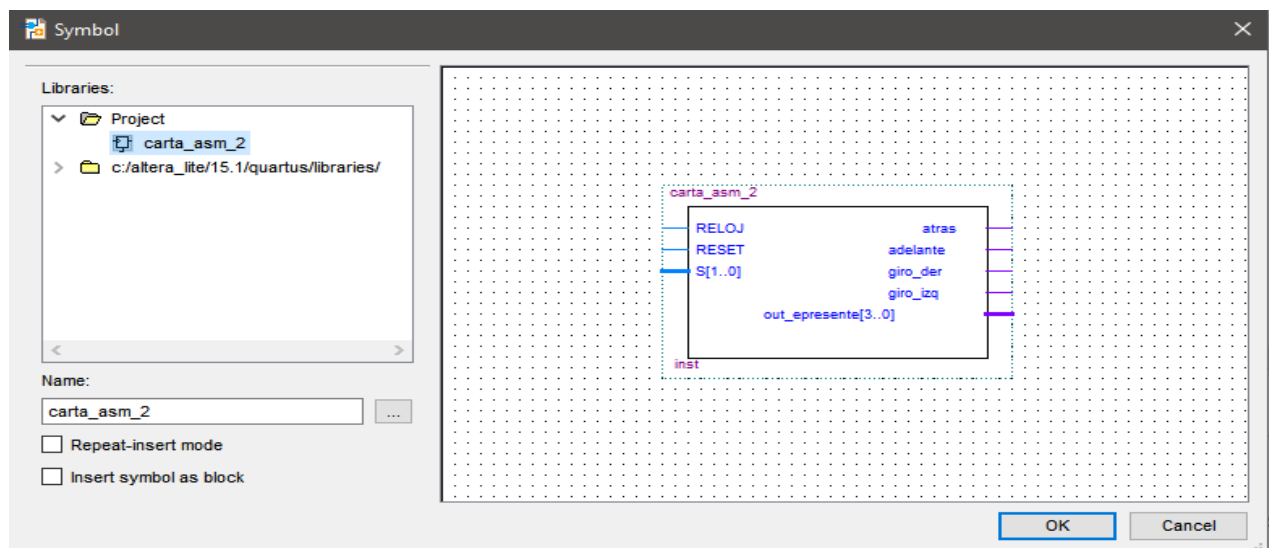 Symbol
Libraries:
Project
carta_asm_2
c:/altera_lite/15.1/quartus/libraries/
Name:
carta_asm_2
...
Repeat-insert mode
Insert symbol as block
carta_asm_2
RELOJ atras
RESET adelante
S[1..0] giro_der
giro_izq
out_epresente[3..0]
inst
OK Cancel